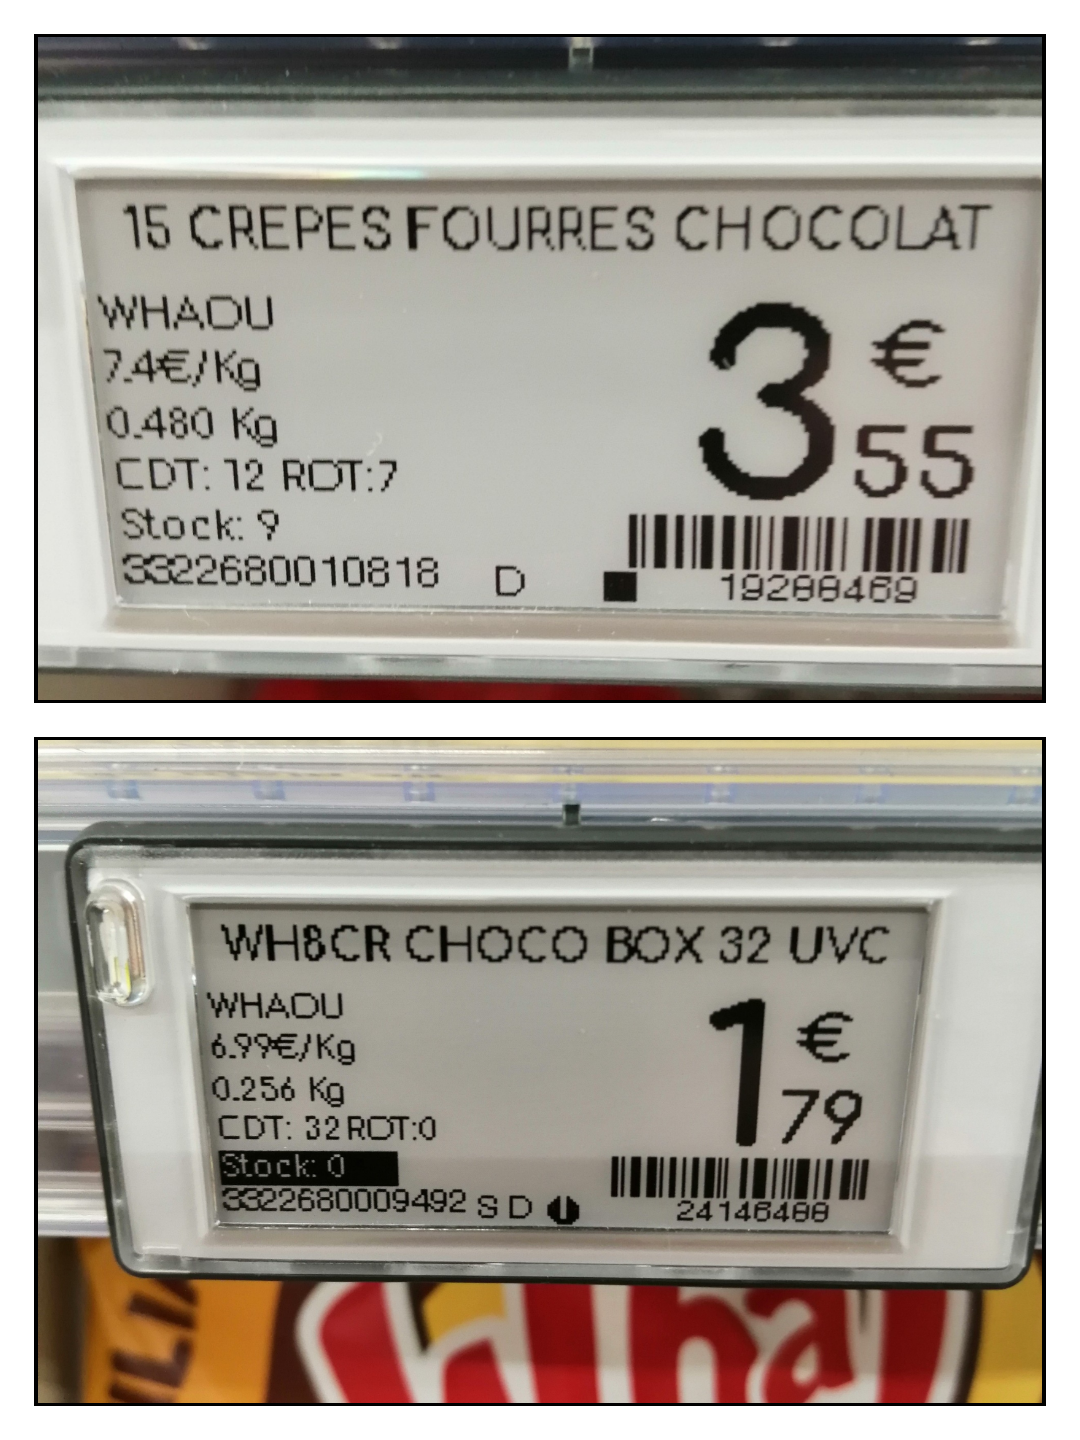 15 CREPES FOURRES CHOCOLAT
WHAOU
7.4€/Kg
0.480 Kg
CDT: 12 ROT:7
Stock: 9
3322680010818 D
3 € 55
19288469
WH8CR CHOCO BOX 32 UVC
WHAOU
6.99€/Kg
0.256 Kg
CDT: 32 ROT:0
Stock: 0
3322680009492 S D
1 € 79
24146488